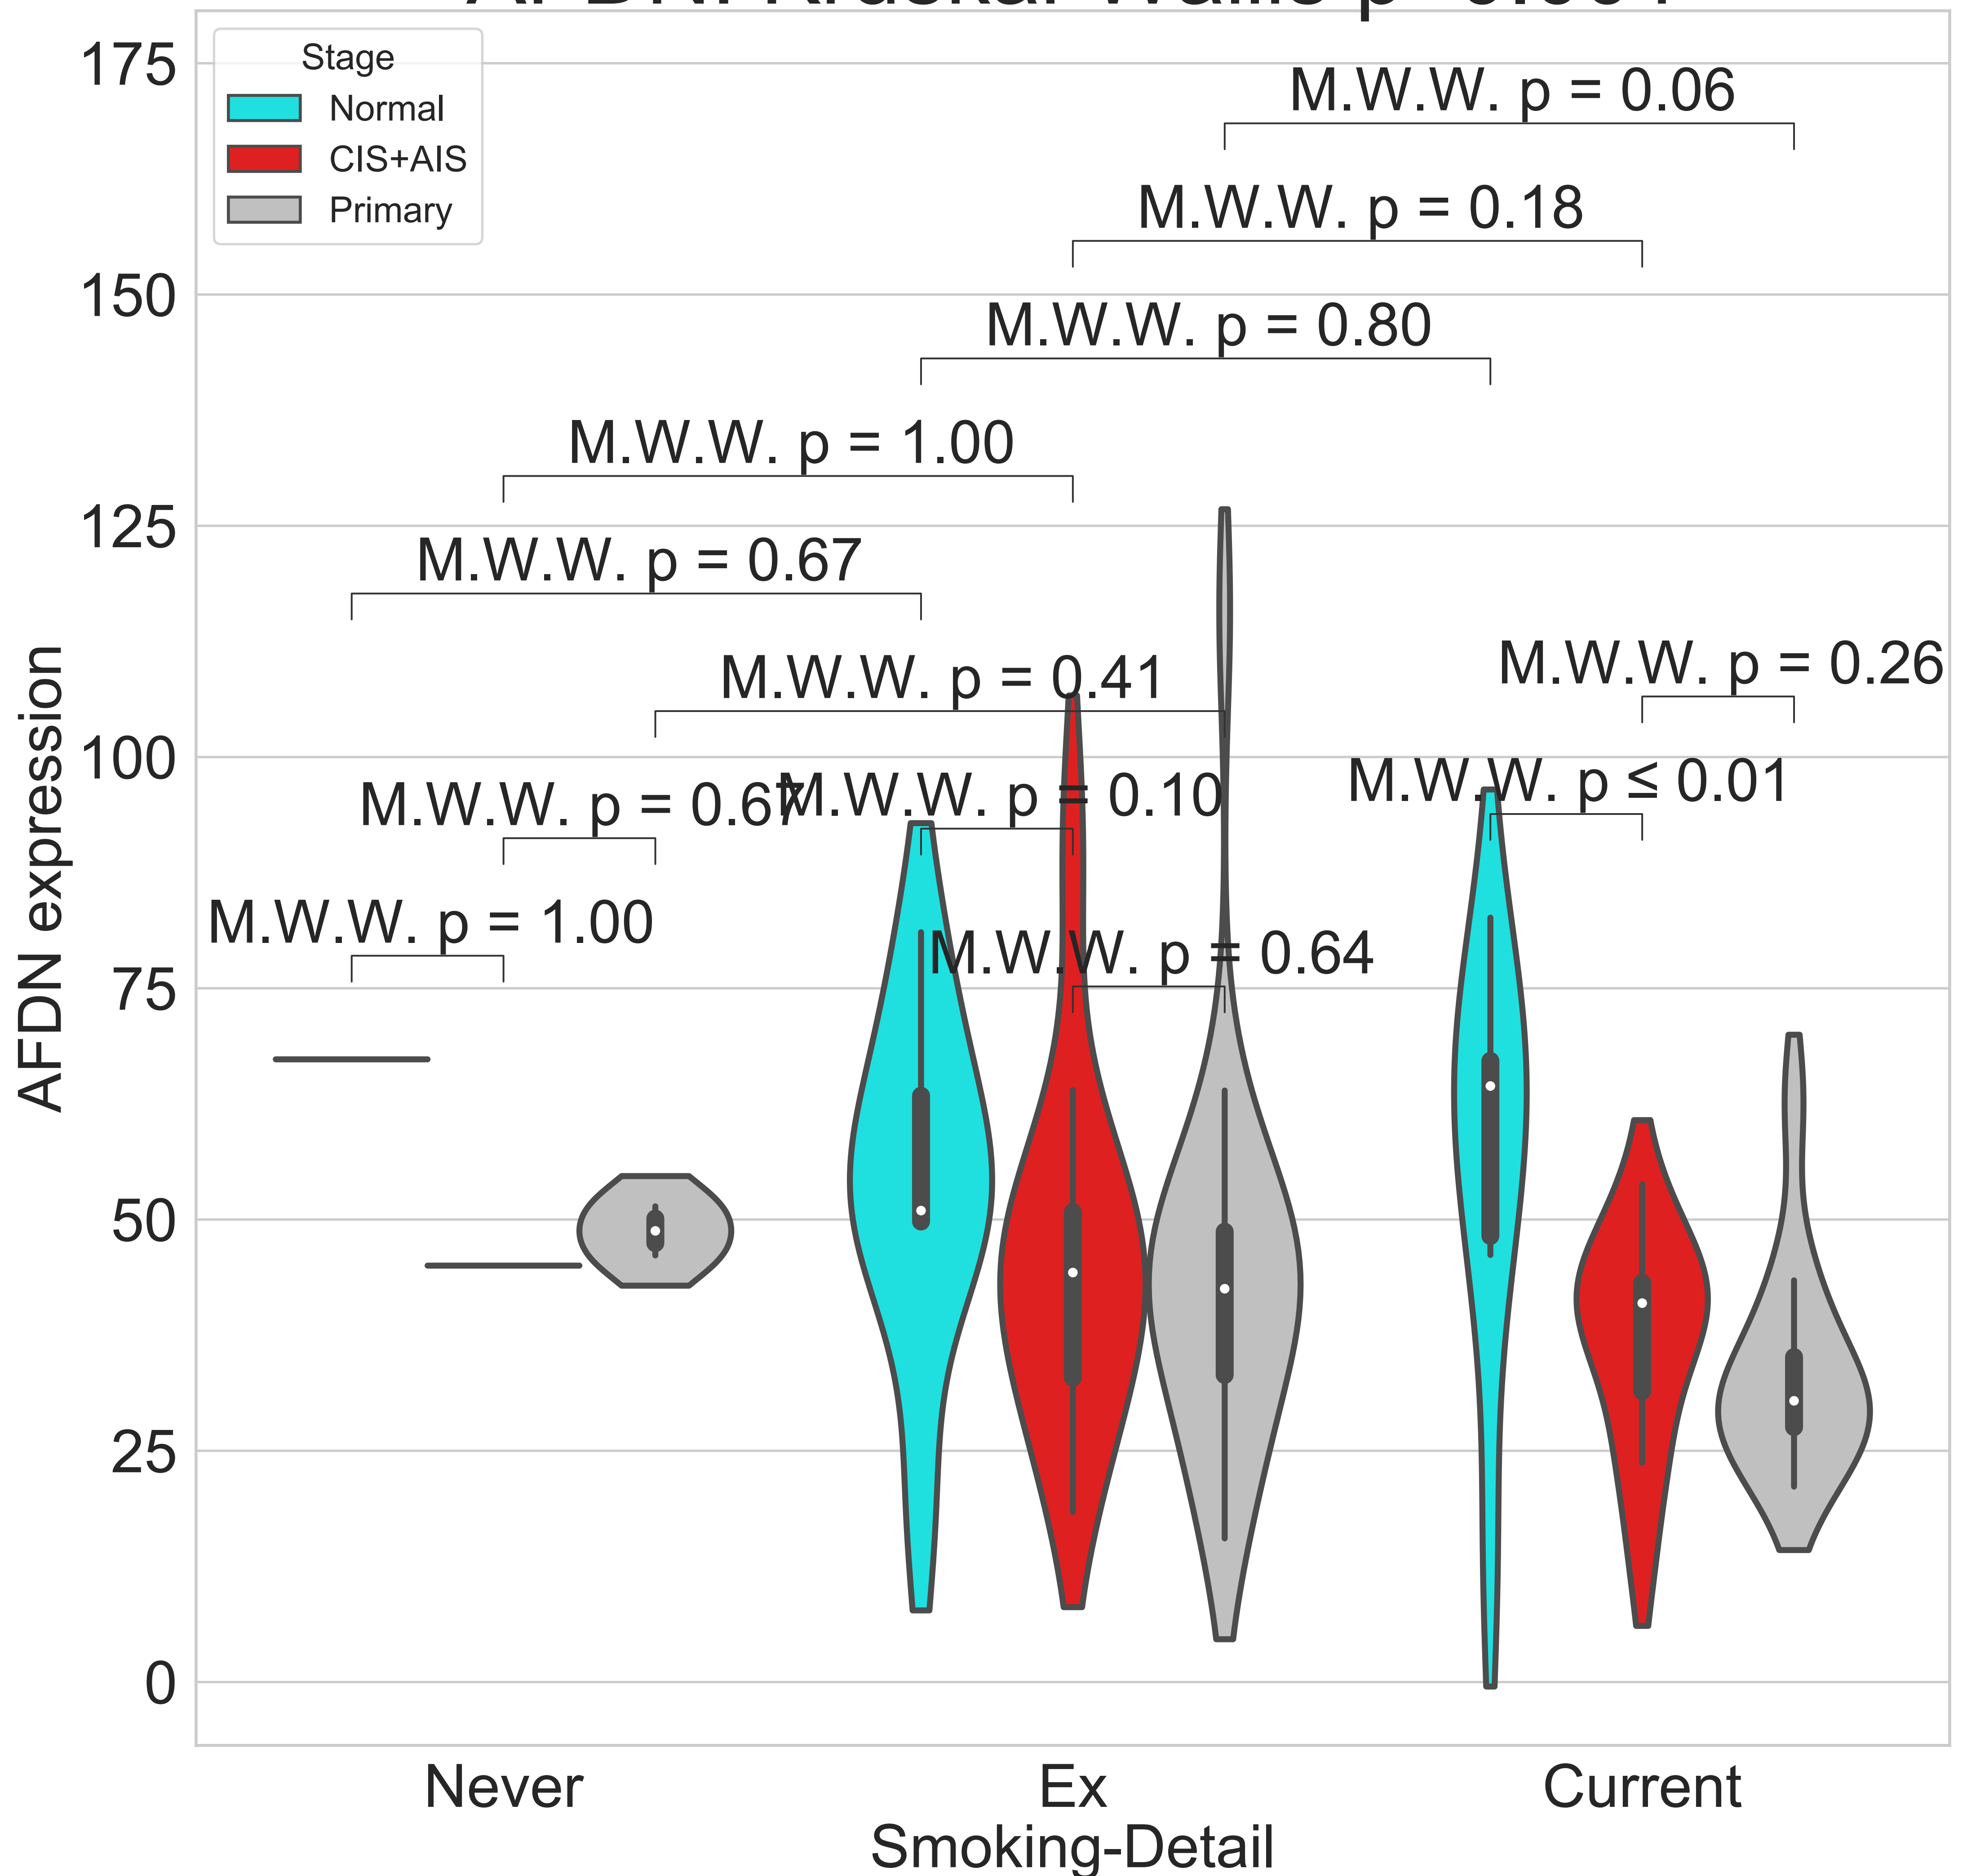 175
Stage
Normal
CIS+AIS
Primary
M.W.W. p = 0.06
M.W.W. p = 0.18
150
M.W.W. p = 0.80
M.W.W. p = 1.00
125
M.W.W. p = 0.67
M.W.W. p = 0.41
M.W.W. p = 0.26
100
M.W.W. p = 0.67
M.W.W. p = 0.10
M.W.W. p ≤ 0.01
M.W.W. p = 1.00
M.W.W. p = 0.64
75
AFDN expression
50
25
0
Never
Ex
Current
Smoking-Detail